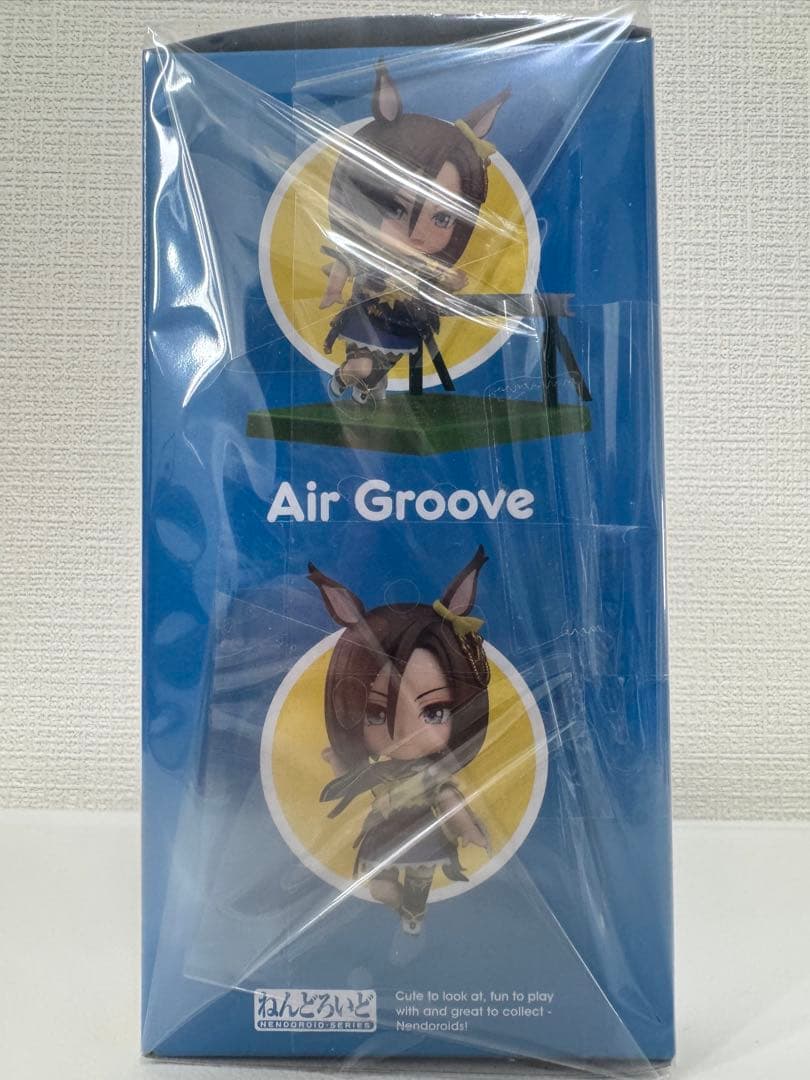 Air Groove
ねんどろいど
NENDOROID·SERIES
Cute to look at, fun to play
with and great to collect -
Nendoroids!